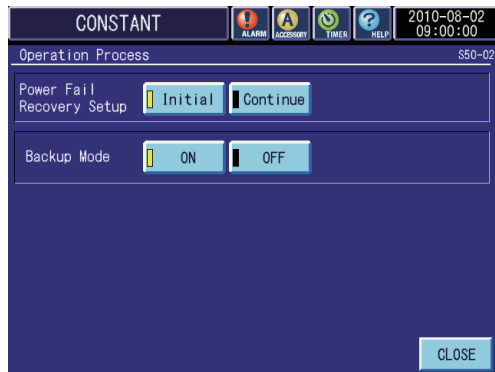 CONSTANT
ALARM
A
ACCESSORY
TIMER
?
HELP
2010-08-02
09:00:00
Operation Process
S50-02
Power Fail
Recovery Setup
Initial
Continue
Backup Mode
ON
OFF
CLOSE